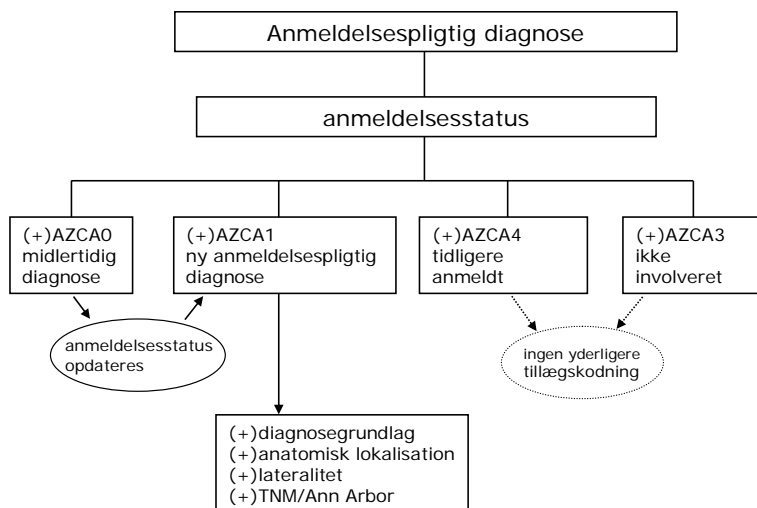 Anmeldelsespligtig diagnose
anmeldelsesstatus
(+)AZCA0
midlertidig
diagnose
(+)AZCA1
ny anmeldelsespligtig
diagnose
(+)AZCA4
tidligere
anmeldt
(+)AZCA3
ikke
involveret
anmeldelsesstatus
opdateres
ingen yderligere
tillægskodning
(+)diagnosegrundlag
(+)anatomisk lokalisation
(+)lateralitet
(+)TNM/Ann Arbor